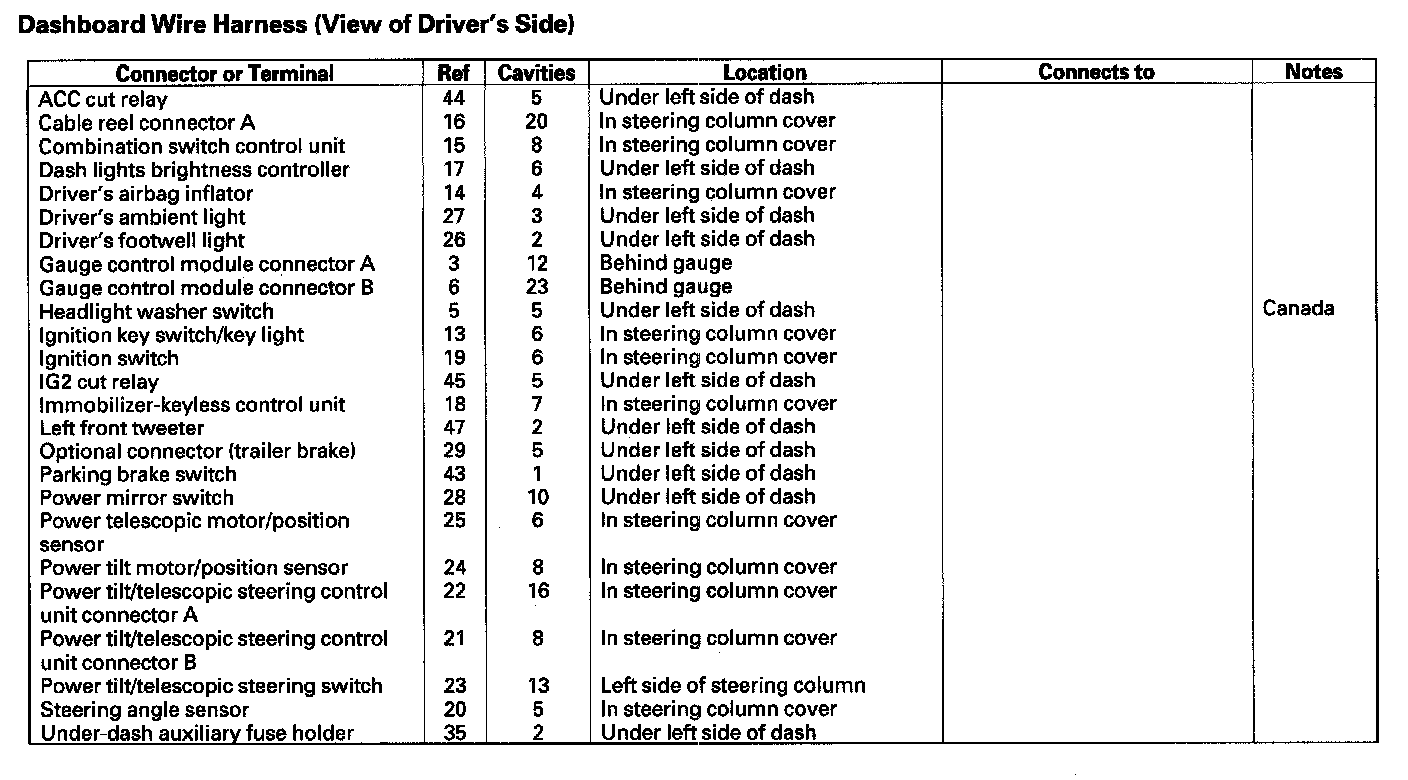 Dashboard Wire Harness (View of Driver's Side)
Connector or Terminal Ref Cavities Location Connects to Notes
ACC cut relay 44 5 Under left side of dash
Cable reel connector A 16 20 In steering column cover
Combination switch control unit 15 8 In steering column cover
Dash lights brightness controller 17 6 Under left side of dash
Driver's airbag inflator 14 4 In steering column cover
Driver's ambient light 27 3 Under left side of dash
Driver's footwell light 26 2 Under left side of dash
Gauge control module connector A 3 12 Behind gauge
Gauge control module connector B 6 23 Behind gauge
Headlight washer switch 5 5 Under left side of dash Canada
Ignition key switch/key light 13 6 In steering column cover
Ignition switch 19 6 In steering column cover
IG2 cut relay 45 5 Under left side of dash
Immobilizer-keyless control unit 18 7 In steering column cover
Left front tweeter 47 2 Under left side of dash
Optional connector (trailer brake) 29 5 Under left side of dash
Parking brake switch 43 1 Under left side of dash
Power mirror switch 28 10 Under left side of dash
Power telescopic motor/position 25 6 In steering column cover
sensor
Power tilt motor/position sensor 24 8 In steering column cover
Power tilt/telescopic steering control 22 16 In steering column cover
unit connector A
Power tilt/telescopic steering control 21 8 In steering column cover
unit connector B
Power tilt/telescopic steering switch 23 13 Left side of steering column
Steering angle sensor 20 5 In steering column cover
Under-dash auxiliary fuse holder 35 2 Under left side of dash